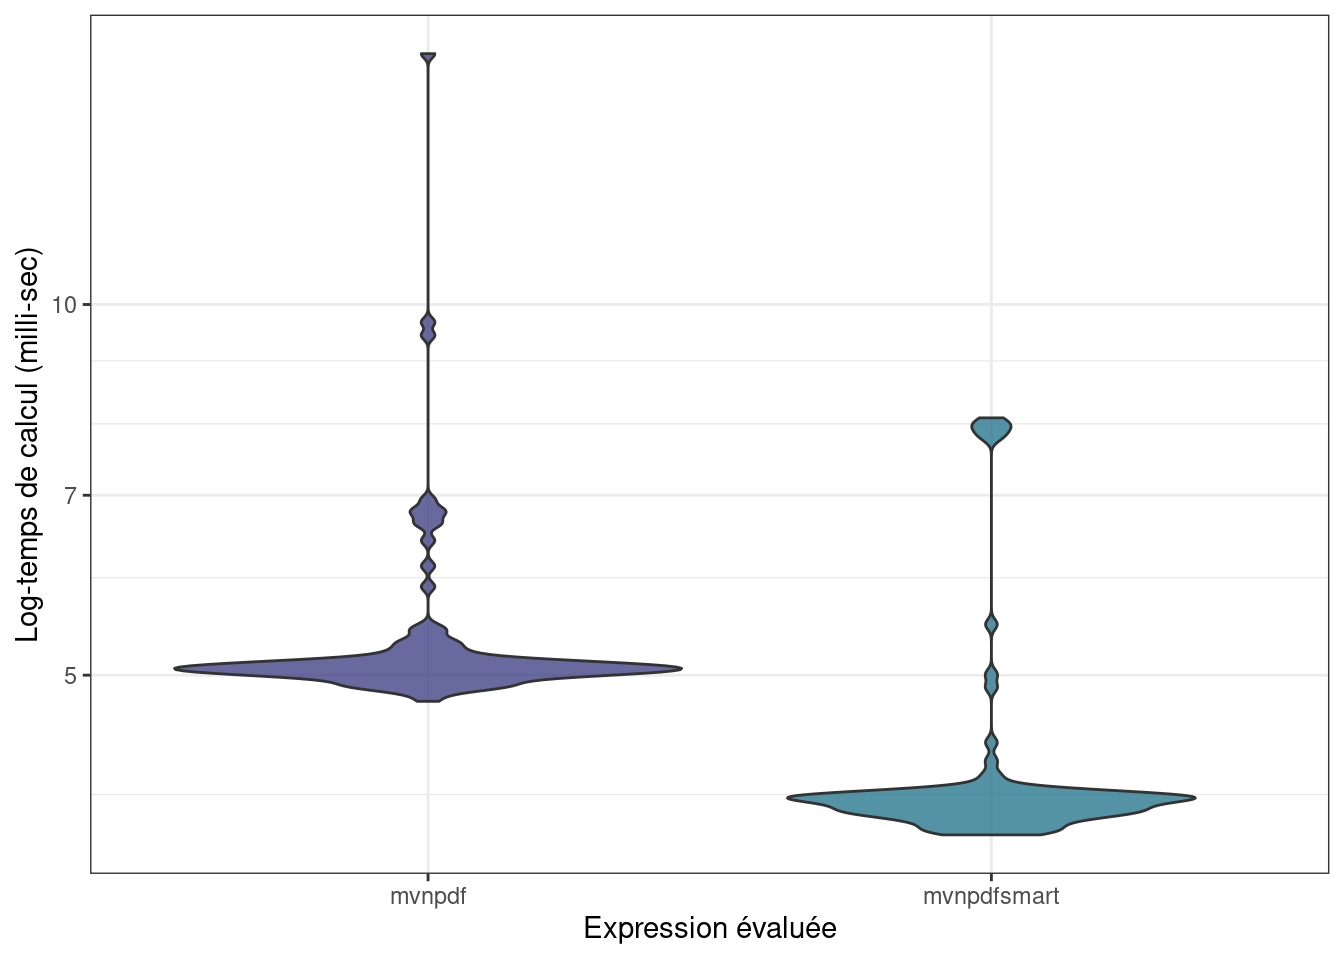 Log-temps de calcul (milli-sec)
10
7
5
mvnpdf
mvnpdfsmart
Expression évaluée